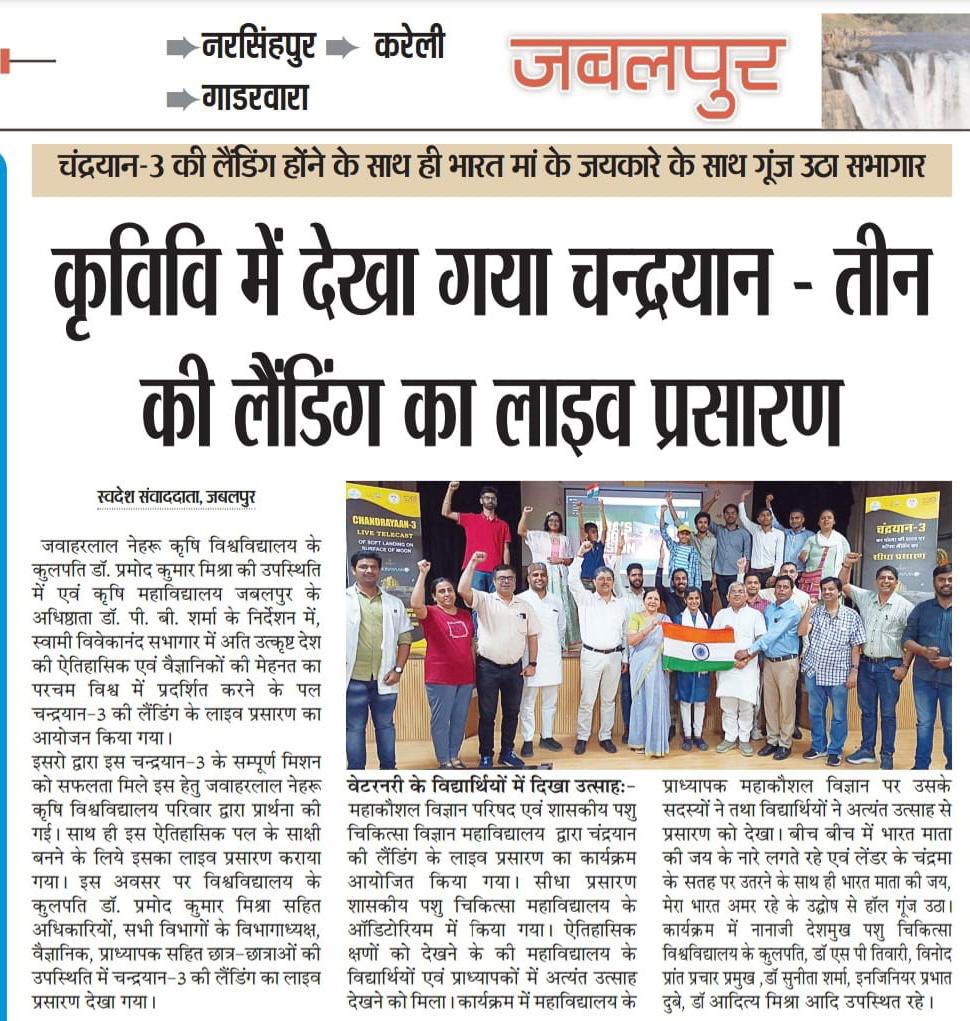 नरसिंहपुर करेली
गाडरवारा
जबलपुर
चंद्रयान-3 की लैंडिंग होंने के साथ ही भारत मां के जयकारे के साथ गूंज उठा सभागार
कृविवि में देखा गया चन्द्रयान - तीन
की लैंडिंग का लाइव प्रसारण
स्वदेश संवाददाता, जबलपुर
जवाहरलाल नेहरू कृषि विश्वविद्यालय के
कुलपति डॉ. प्रमोद कुमार मिश्रा की उपस्थिति
में एवं कृषि महाविद्यालय जबलपुर के
अधिष्ठाता डॉ. पी. बी. शर्मा के निर्देशन में,
स्वामी विवेकानंद सभागार में अति उत्कृष्ट देश
की ऐतिहासिक एवं वैज्ञानिकों की मेहनत का
परचम विश्व में प्रदर्शित करने के पल
चन्द्रयान-3 की लैंडिंग के लाइव प्रसारण का
आयोजन किया गया।
इसरो द्वारा इस चन्द्रयान-3 के सम्पूर्ण मिशन
को सफलता मिले इस हेतु जवाहरलाल नेहरू
कृषि विश्वविद्यालय परिवार द्वारा प्रार्थना की
गई। साथ ही इस ऐतिहासिक पल के साक्षी
बनने के लिये इसका लाइव प्रसारण कराया
गया। इस अवसर पर विश्वविद्यालय के
कुलपति डॉ. प्रमोद कुमार मिश्रा सहित
अधिकारियों, सभी विभागों के विभागाध्यक्ष,
वैज्ञानिक, प्राध्यापक सहित छात्र-छात्राओं की
उपस्थिति में चन्द्रयान-3 की लैंडिंग का लाइव
प्रसारण देखा गया।
CHANDRAYAAN-3
LIVE TELECAST
OF SOFT LANDING ON
SURFACE OF MOON
चंद्रयान-3
सीधा प्रसारण
वेटरनरी के विद्यार्थियों में दिखा उत्साह:-
महाकौशल विज्ञान परिषद एवं शासकीय पशु
चिकित्सा विज्ञान महाविद्यालय द्वारा चंद्रयान
की लैंडिंग के लाइव प्रसारण का कार्यक्रम
आयोजित किया गया। सीधा प्रसारण
शासकीय पशु चिकित्सा महाविद्यालय के
ऑडिटोरियम में किया गया। ऐतिहासिक
क्षणों को देखने के की महाविद्यालय के
विद्यार्थियों एवं प्राध्यापकों में अत्यंत उत्साह
देखने को मिला। कार्यक्रम में महाविद्यालय के
प्राध्यापक महाकौशल विज्ञान पर उसके
सदस्यों ने तथा विद्यार्थियों ने अत्यंत उत्साह से
प्रसारण को देखा। बीच बीच में भारत माता
की जय के नारे लगते रहे एवं लेंडर के चंद्रमा
के सतह पर उतरने के साथ ही भारत माता की जय,
मेरा भारत अमर रहे के उद्घोष से हॉल गूंज उठा।
कार्यक्रम में नानाजी देशमुख पशु चिकित्सा
विश्वविद्यालय के कुलपति, डॉ एस पी तिवारी, विनोद
प्रांत प्रचार प्रमुख ,डॉ सुनीता शर्मा, इनजिनियर प्रभात
दुबे, डॉ आदित्य मिश्रा आदि उपस्थित रहे।